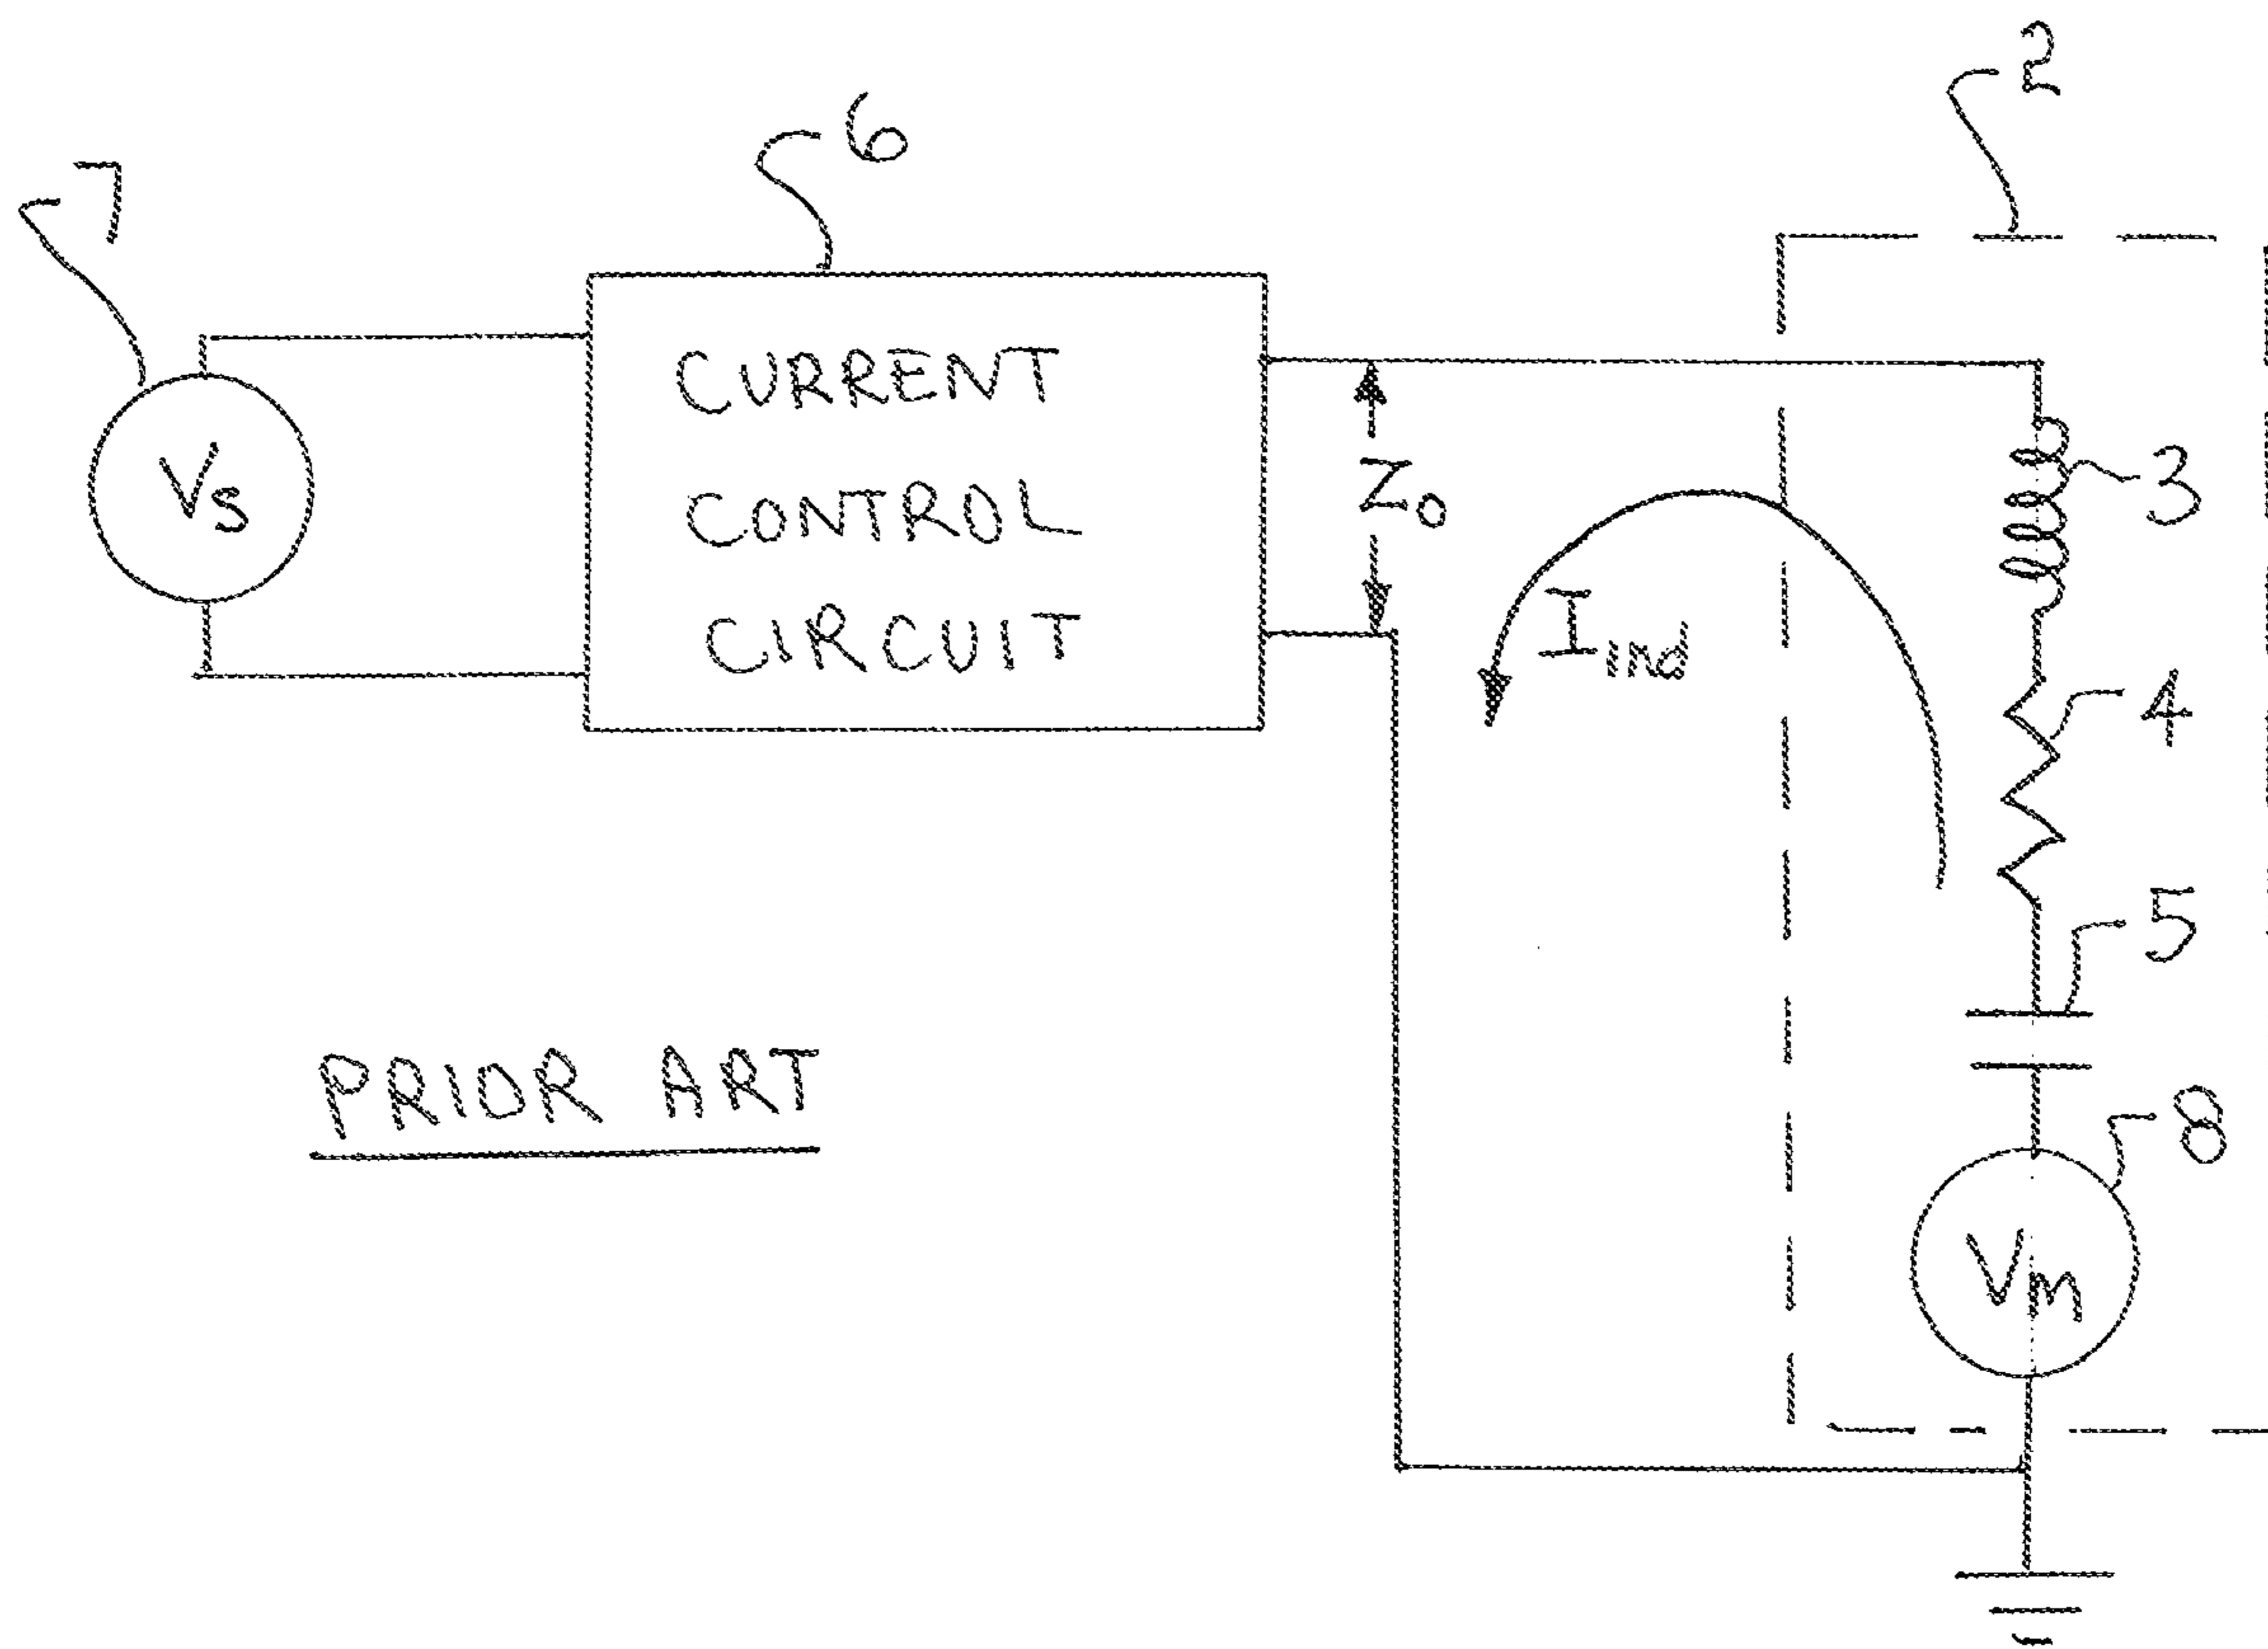 2
6
7
CURRENT
CONTROL
CIRCUIT
Vs
Zo
3
Iind
4
5
PRIOR ART
8
Vm